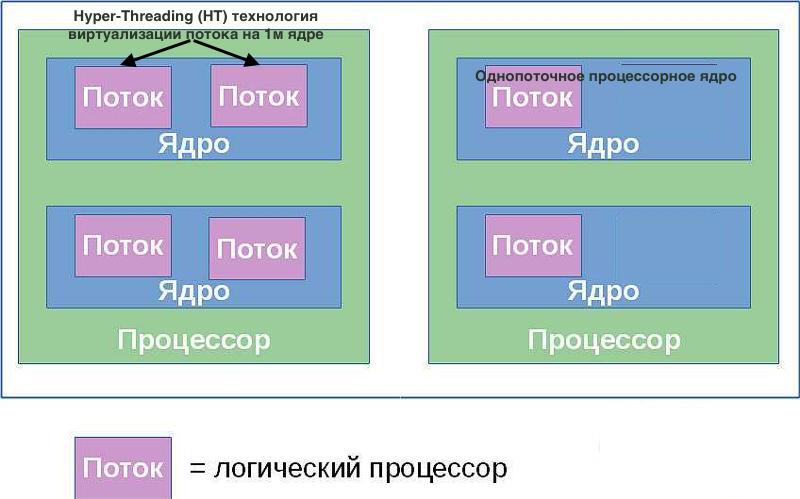 Hyper-Threading (HT) технология
виртуализации потока на 1м ядре
Поток
Поток
Ядро
Поток
Поток
Ядро
Процессор
Однопоточное процессорное ядро
Поток
Ядро
Поток
Ядро
Процессор
Поток = логический процессор